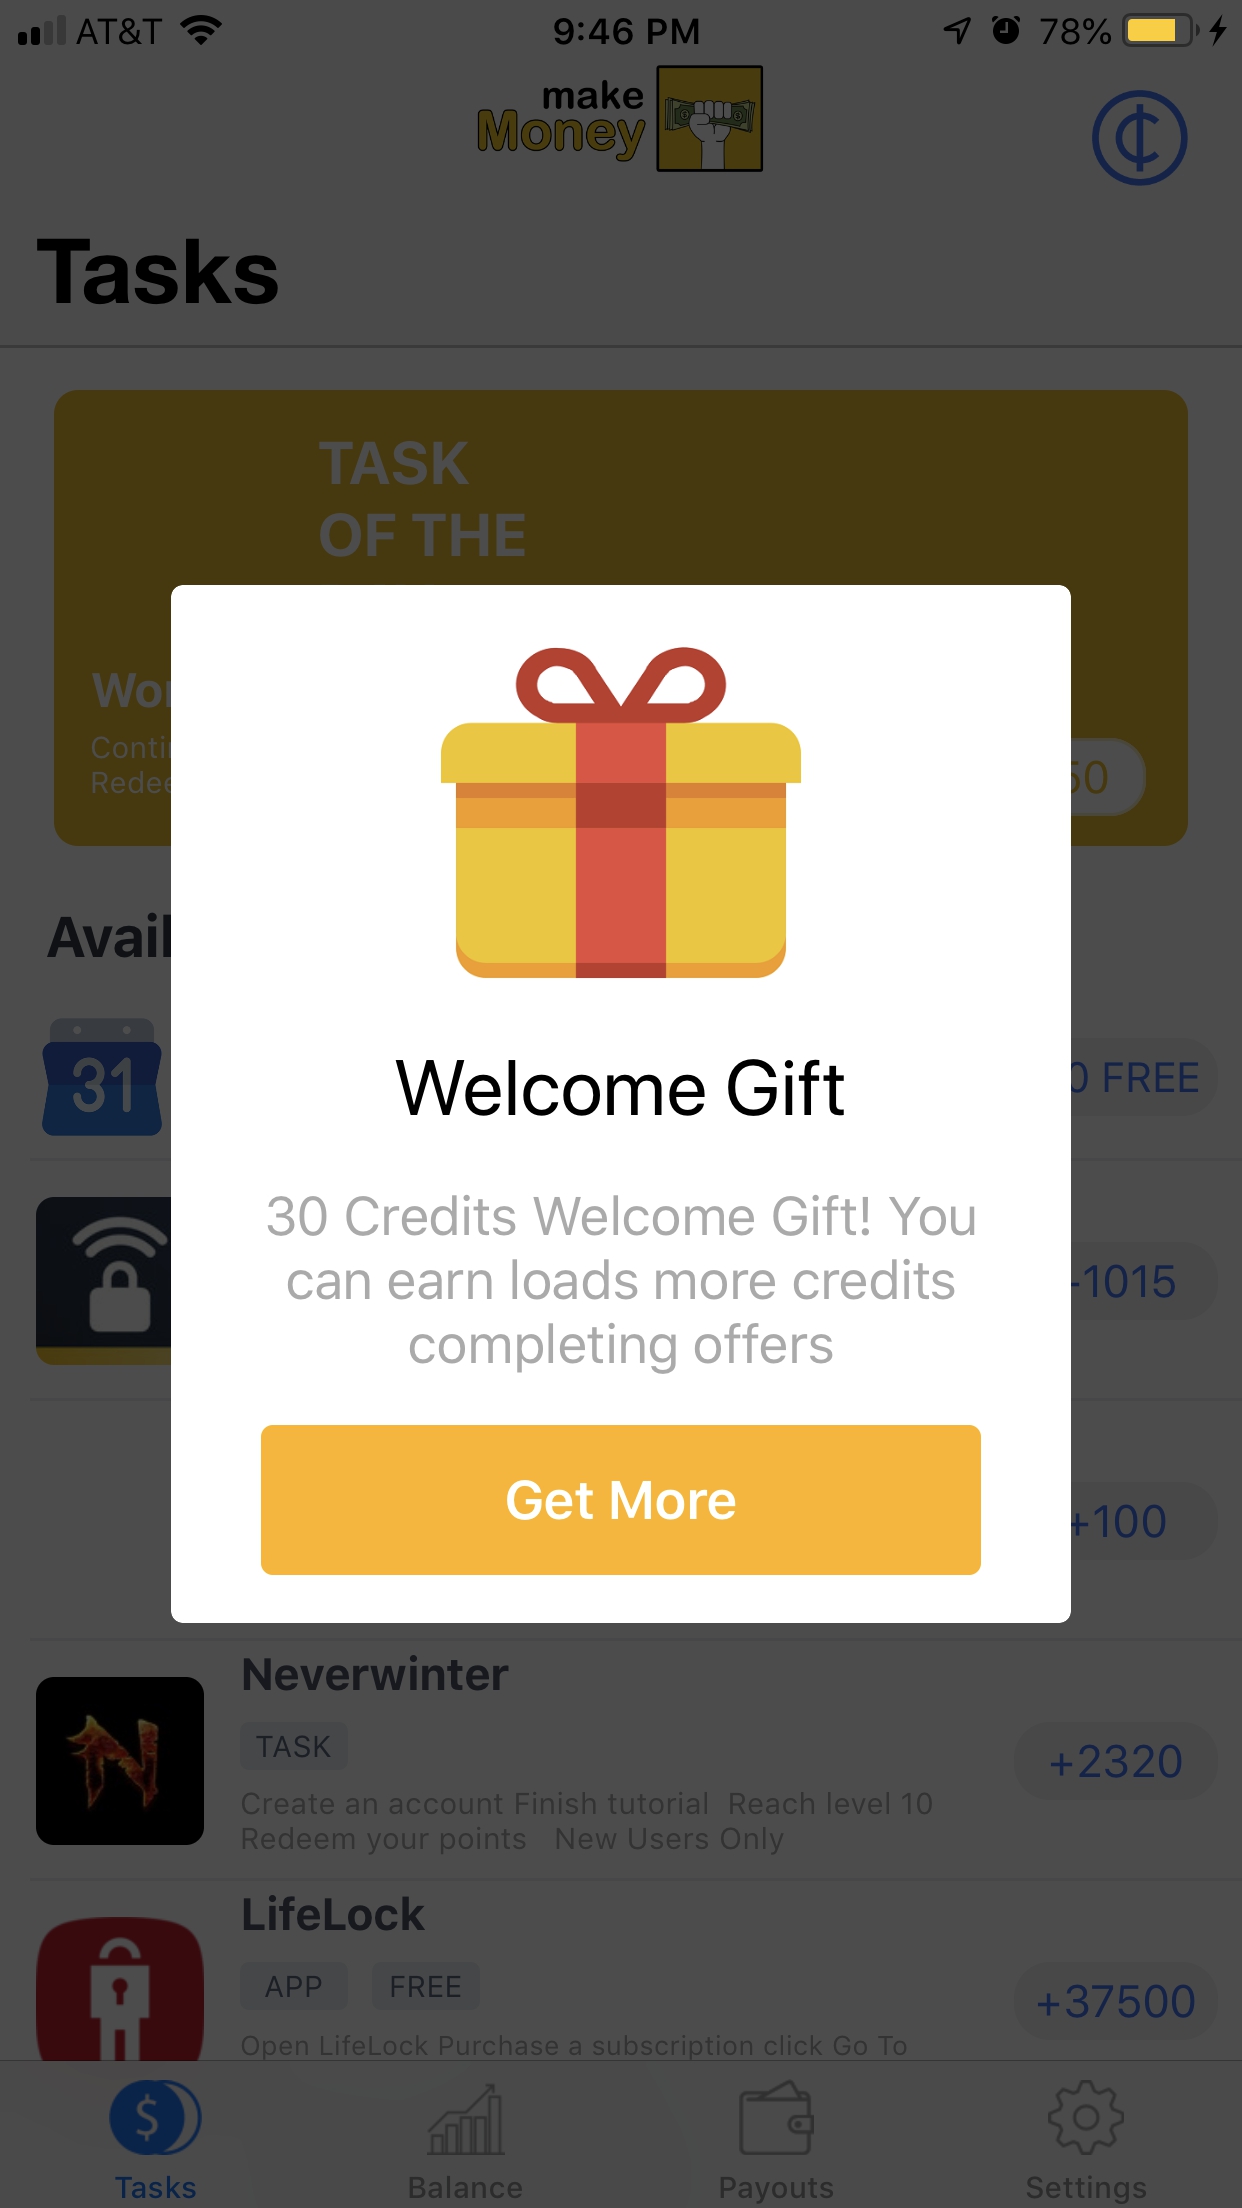 AT&T 9:46 PM 78%
make
Money
Tasks
TASK
OF THE
50
Avail
31
0 FREE
Welcome Gift
30 Credits Welcome Gift! You
can earn loads more credits
completing offers
-1015
Get More
+100
Neverwinter
TASK
+2320
Create an account Finish tutorial Reach level 10
Redeem your points New Users Only
LifeLock
APP FREE
+37500
Open LifeLock Purchase a subscription click Go To
Tasks Balance Payouts Settings